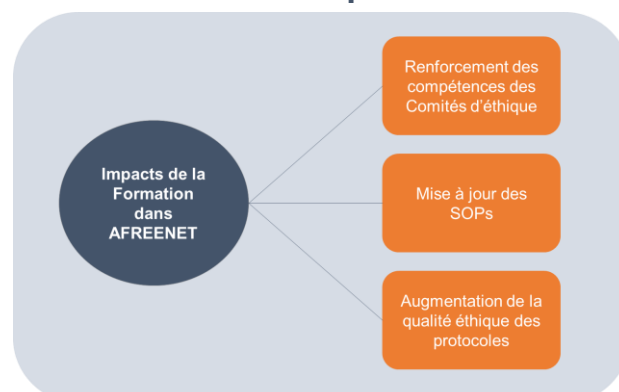 Impacts de la
Formation
dans
AFREENET
Renforcement des
compétences des
Comités d'éthique
Mise à jour des
SOPs
Augmentation de la
qualité éthique des
protocoles